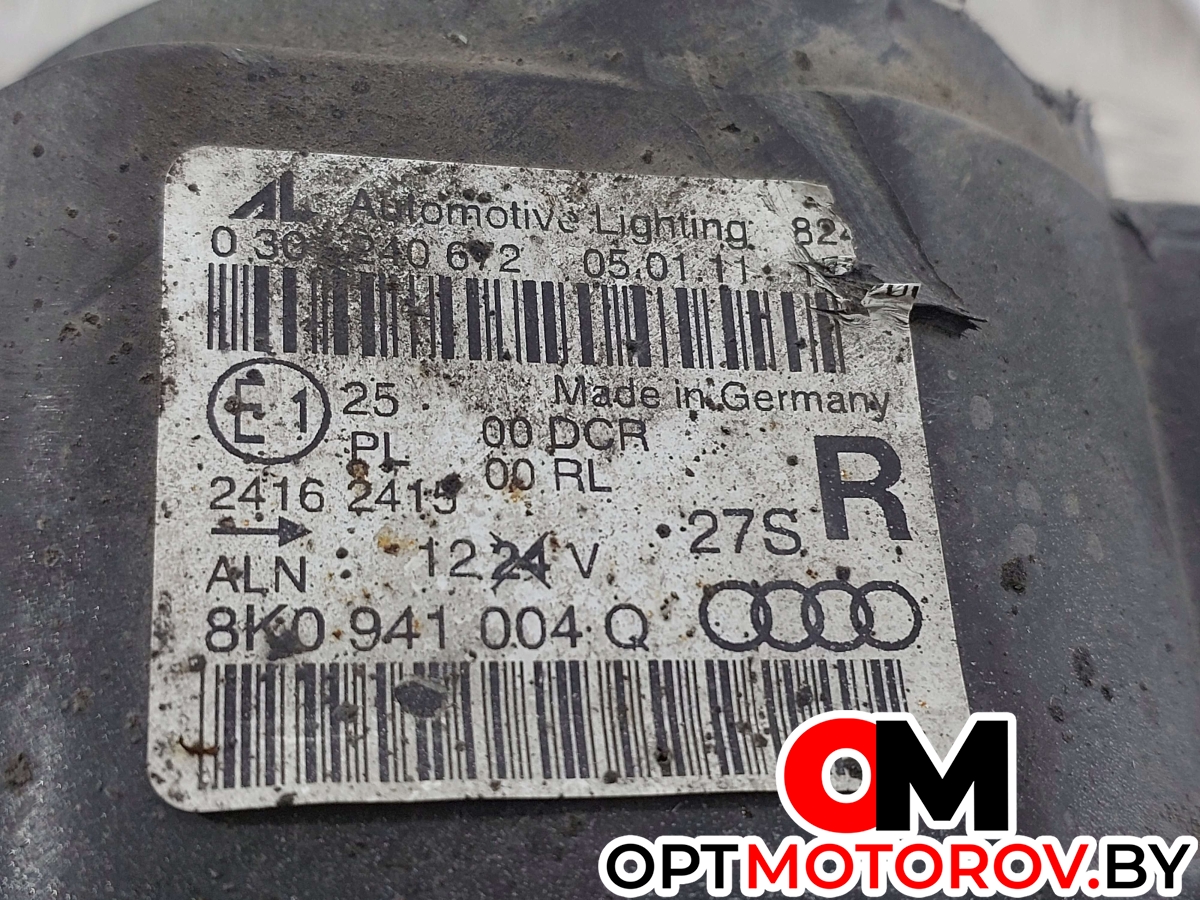 AL Automotive Lighting 824
0 30 240 672 05.01 11
E1 25 Made in Germany
PL 00 DCR
00 RL
2416 2415 R
ALN 12 24 V 27S
8K0 941 004 Q
OM
OPTMOTOROV.BY